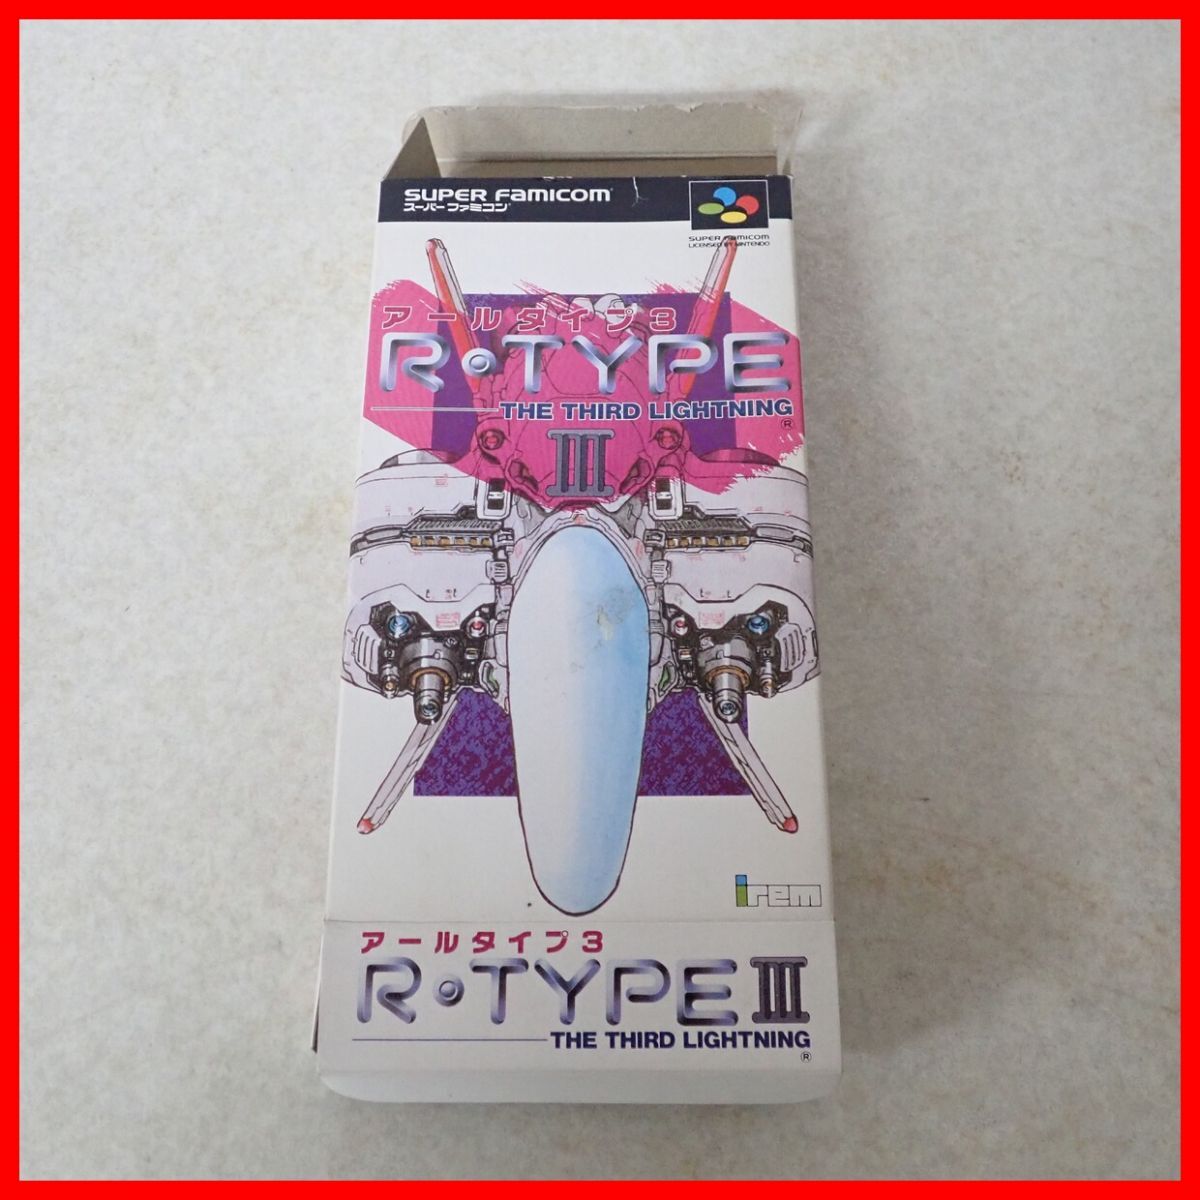 SUPER FAMICOM
スーパーファミコン
SUPER FAMICOM
LICENSED BY NINTENDO
アールタイプ3
R・TYPE
THE THIRD LIGHTNING
®
III
irem
アールタイプ3
R・TYPE III
THE THIRD LIGHTNING
®